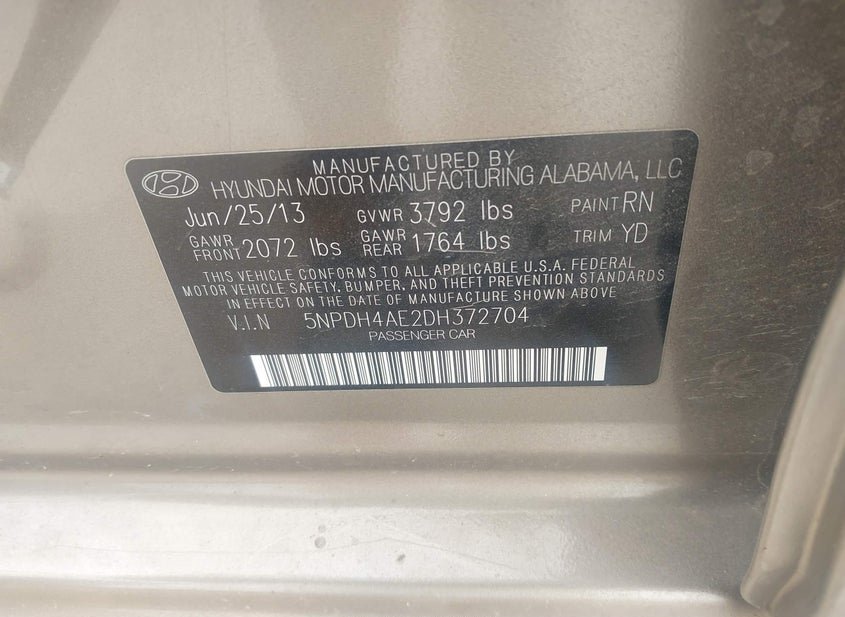 MANUFACTURED BY
HYUNDAI MOTOR MANUFACTURING ALABAMA, LLC
Jun/25/13 GVWR 3792 lbs PAINT RN
GAWR FRONT 2072 lbs GAWR REAR 1764 lbs TRIM YD
THIS VEHICLE CONFORMS TO ALL APPLICABLE U.S.A. FEDERAL
MOTOR VEHICLE SAFETY, BUMPER, AND THEFT PREVENTION STANDARDS
IN EFFECT ON THE DATE OF MANUFACTURE SHOWN ABOVE
V.I.N 5NPDH4AE2DH372704
PASSENGER CAR